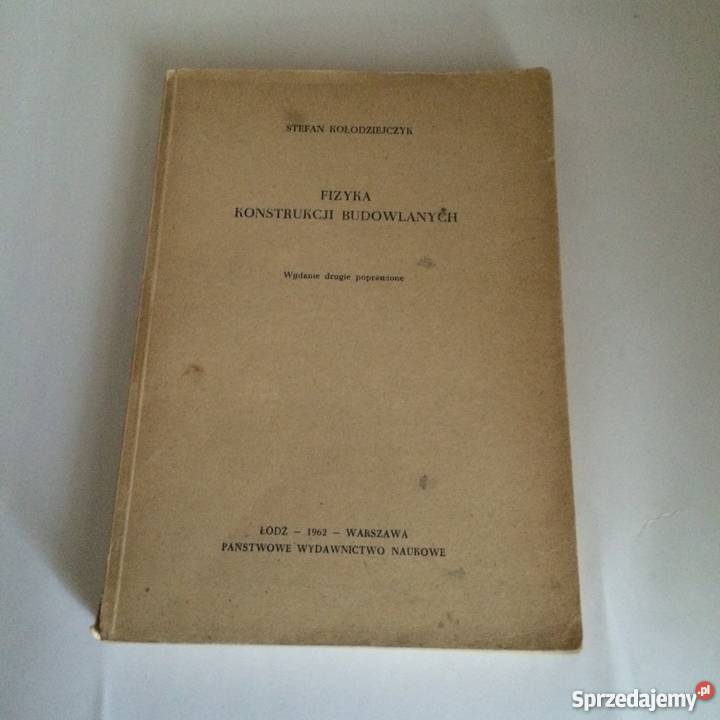 STEFAN KOŁODZIEJCZYK
FIZYKA
KONSTRUKCJI BUDOWLANYCH
Wydanie drugie poprawione
ŁÓDŹ – 1962 – WARSZAWA
PAŃSTWOWE WYDAWNICTWO NAUKOWE
Sprzedajemy.pl